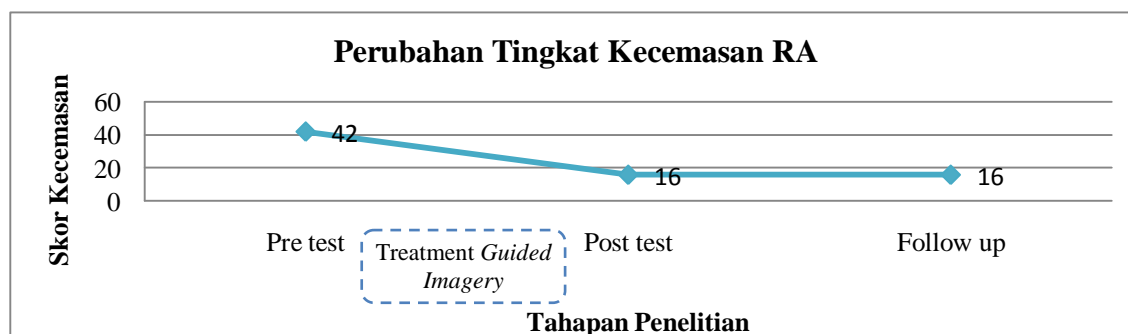 Perubahan Tingkat Kecemasan RA
Skor Kecemasan
60
40
20
0
42
16
16
Pre test
Post test
Follow up
Treatment Guided
Imagery
Tahapan Penelitian